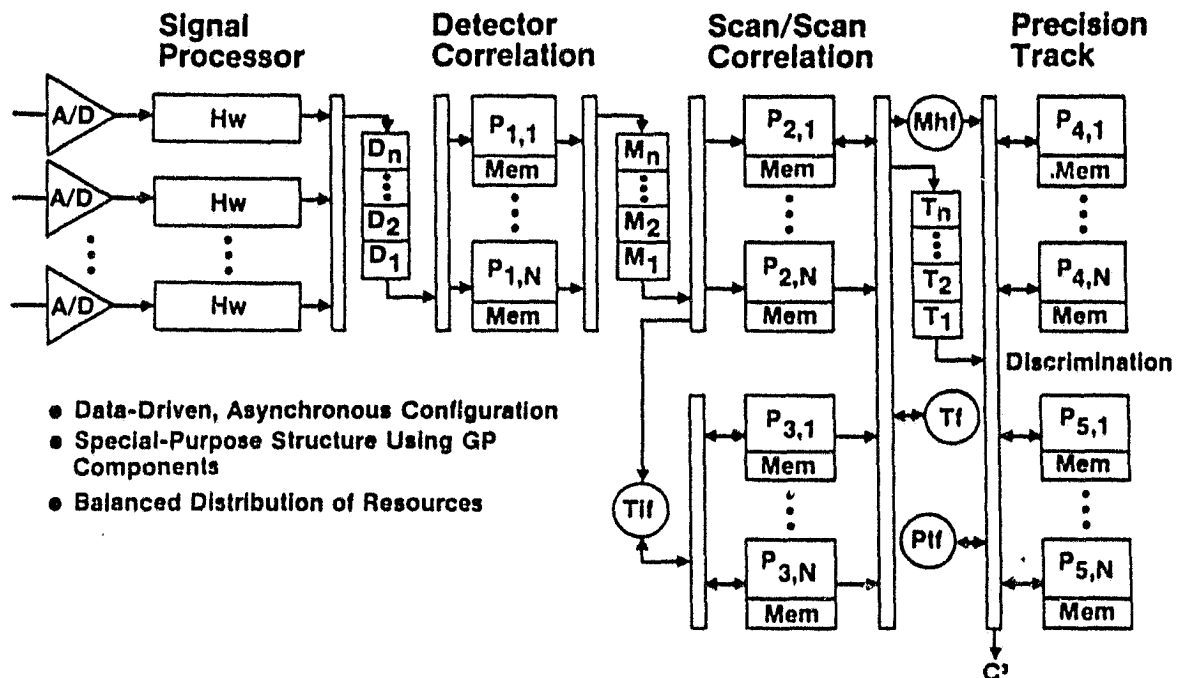 Signal
Processor
Detector
Correlation
Scan/Scan
Correlation
Precision
Track
A/D
Hw
A/D
Hw
A/D
Hw
Dn
D2
D1
P1,1
Mem
P1,N
Mem
Mn
M2
M1
P2,1
Mem
P2,N
Mem
Mhf
Tn
T2
T1
P4,1
.Mem
P4,N
Mem
Discrimination
• Data-Driven, Asynchronous Configuration
• Special-Purpose Structure Using GP
Components
• Balanced Distribution of Resources
Tif
P3,1
Mem
P3,N
Mem
Tf
Ptf
P5,1
Mem
P5,N
Mem
C'